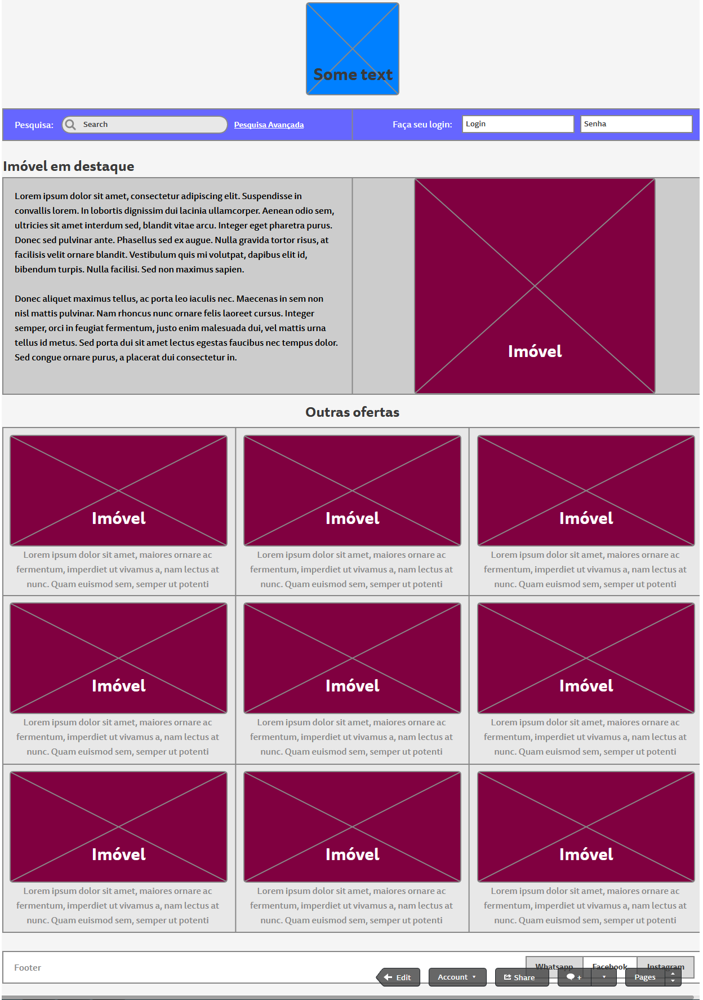 Some text
Pesquisa: Search Pesquisa Avançada Faça seu login: Login Senha
Imóvel em destaque
Lorem ipsum dolor sit amet, consectetur adipiscing elit. Suspendisse in
convallis lorem. In lobortis dignissim dui lacinia ullamcorper. Aenean odio sem,
ultricies sit amet interdum sed, blandit vitae arcu. Integer eget pharetra purus.
Donec sed pulvinar ante. Phasellus sed ex augue. Nulla gravida tortor risus, at
facilisis velit ornare blandit. Vestibulum quis mi volutpat, dapibus elit id,
bibendum turpis. Nulla facilisi. Sed non maximus sapien.
Donec aliquet maximus tellus, ac porta leo iaculis nec. Maecenas in sem non
nisl mattis pulvinar. Nam rhoncus nunc ornare felis laoreet cursus. Integer
semper, orci in feugiat fermentum, justo enim malesuada dui, vel mattis urna
tellus id metus. Sed porta dui sit amet lectus egestas faucibus nec tempus dolor.
Sed congue ornare purus, a placerat dui consectetur in.
Imóvel
Outras ofertas
Imóvel
Lorem ipsum dolor sit amet, maiores ornare ac
fermentum, imperdiet ut vivamus a, nam lectus at
nunc. Quam euismod sem, semper ut potenti
Imóvel
Lorem ipsum dolor sit amet, maiores ornare ac
fermentum, imperdiet ut vivamus a, nam lectus at
nunc. Quam euismod sem, semper ut potenti
Imóvel
Lorem ipsum dolor sit amet, maiores ornare ac
fermentum, imperdiet ut vivamus a, nam lectus at
nunc. Quam euismod sem, semper ut potenti
Imóvel
Lorem ipsum dolor sit amet, maiores ornare ac
fermentum, imperdiet ut vivamus a, nam lectus at
nunc. Quam euismod sem, semper ut potenti
Imóvel
Lorem ipsum dolor sit amet, maiores ornare ac
fermentum, imperdiet ut vivamus a, nam lectus at
nunc. Quam euismod sem, semper ut potenti
Imóvel
Lorem ipsum dolor sit amet, maiores ornare ac
fermentum, imperdiet ut vivamus a, nam lectus at
nunc. Quam euismod sem, semper ut potenti
Imóvel
Lorem ipsum dolor sit amet, maiores ornare ac
fermentum, imperdiet ut vivamus a, nam lectus at
nunc. Quam euismod sem, semper ut potenti
Imóvel
Lorem ipsum dolor sit amet, maiores ornare ac
fermentum, imperdiet ut vivamus a, nam lectus at
nunc. Quam euismod sem, semper ut potenti
Imóvel
Lorem ipsum dolor sit amet, maiores ornare ac
fermentum, imperdiet ut vivamus a, nam lectus at
nunc. Quam euismod sem, semper ut potenti
Footer Whatsapp Facebook Instagram
Edit Account Share + Pages